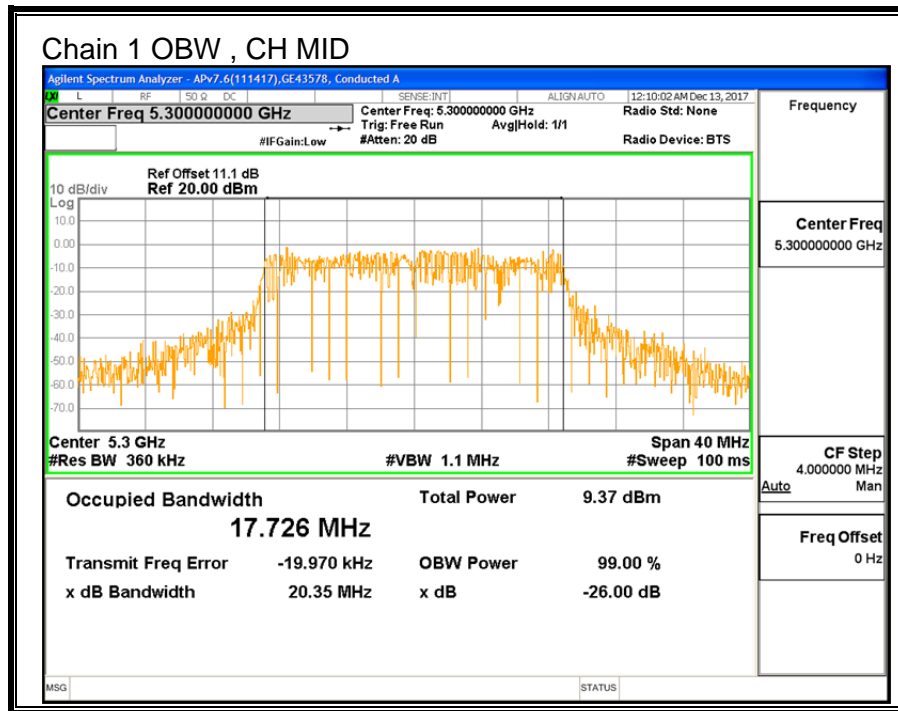 Chain 1 OBW , CH MID
Agilent Spectrum Analyzer - APv7.6(111417),GE43578, Conducted A
LXI L RF 50 Ω DC SENSE:INT ALIGN AUTO 12:10:02 AM Dec 13, 2017
Center Freq 5.300000000 GHz
Center Freq: 5.300000000 GHz
Radio Std: None
Trig: Free Run Avg|Hold: 1/1
#IFGain:Low #Atten: 20 dB Radio Device: BTS
Ref Offset 11.1 dB
10 dB/div Ref 20.00 dBm
Log
10.0
0.00
-10.0
-20.0
-30.0
-40.0
-50.0
-60.0
-70.0
Center 5.3 GHz Span 40 MHz
#Res BW 360 kHz #VBW 1.1 MHz #Sweep 100 ms
Occupied Bandwidth Total Power 9.37 dBm
17.726 MHz
Transmit Freq Error -19.970 kHz OBW Power 99.00 %
x dB Bandwidth 20.35 MHz x dB -26.00 dB
MSG STATUS
Frequency
Center Freq
5.300000000 GHz
CF Step
4.000000 MHz
Auto Man
Freq Offset
0 Hz